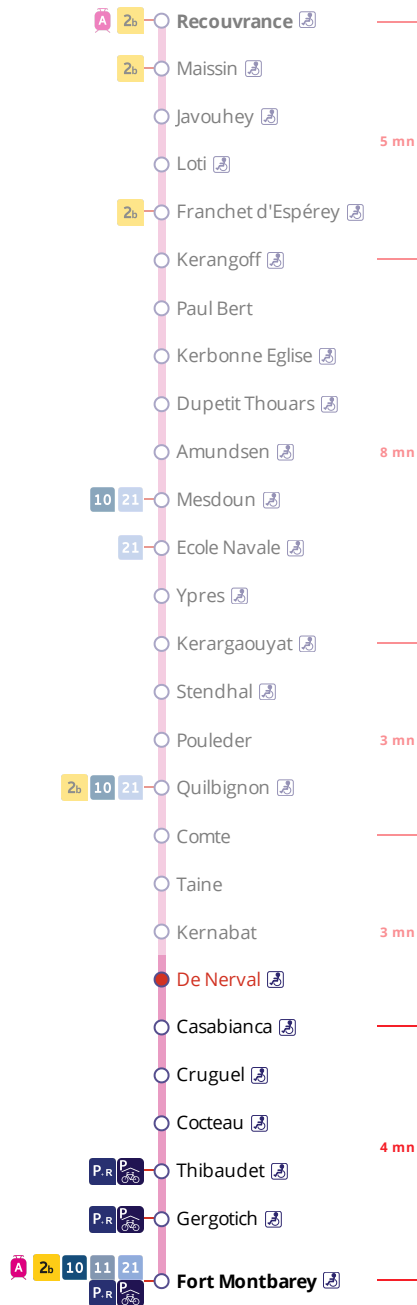 A 2b Recouvrance
2b Maissin
Javouhey
5 mn
Loti
2b Franchet d'Espérey
Kerangoff
Paul Bert
Kerbonne Eglise
Dupetit Thouars
Amundsen
8 mn
10 21 Mesdoun
21 Ecole Navale
Ypres
Kerargaouyat
Stendhal
Pouleder
3 mn
2b 10 21 Quilbignon
Comte
Taine
Kernabat
3 mn
De Nerval
Casabianca
Cruguel
Cocteau
4 mn
P.R P Thibaudet
P.R P Gergotich
A 2b 10 11 21
P.R P Fort Montbarey